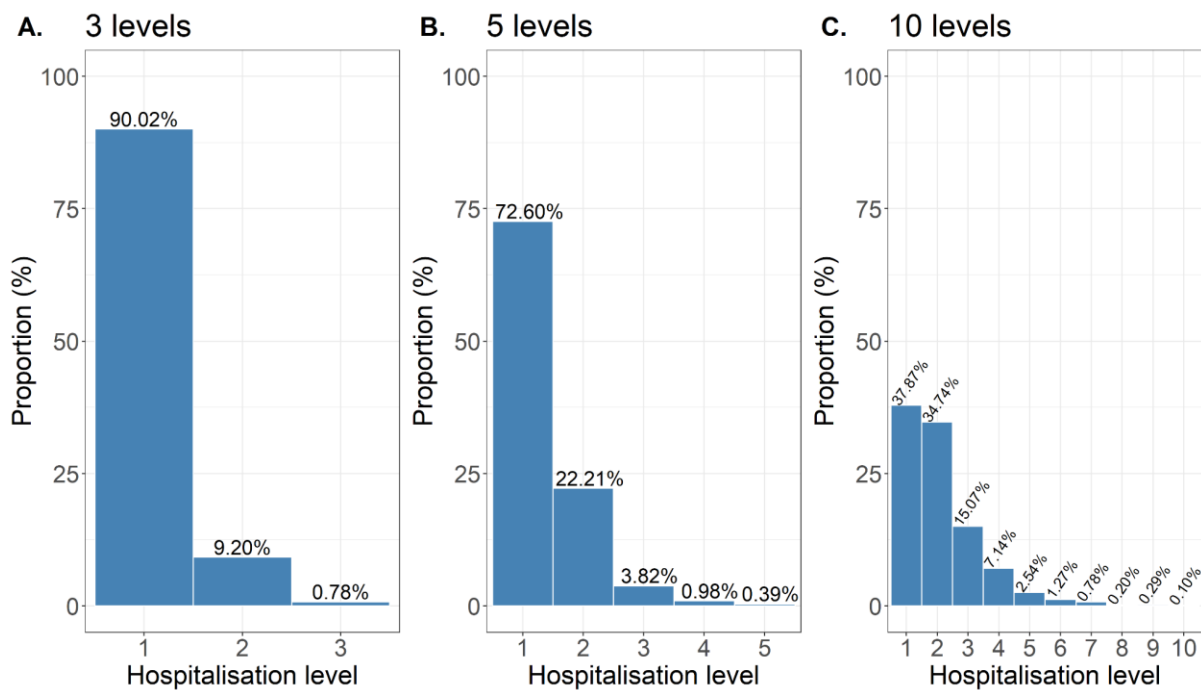 A. 3 levels
100
75
50
25
0
Proportion (%)
90.02%
9.20%
0.78%
1 2 3
Hospitalisation level
B. 5 levels
100
75
50
25
0
Proportion (%)
72.60%
22.21%
3.82%
0.98%
0.39%
1 2 3 4 5
Hospitalisation level
C. 10 levels
100
75
50
25
0
Proportion (%)
37.87%
34.74%
15.07%
7.14%
2.54%
1.27%
0.78%
0.20%
0.29%
0.10%
1 2 3 4 5 6 7 8 9 10
Hospitalisation level